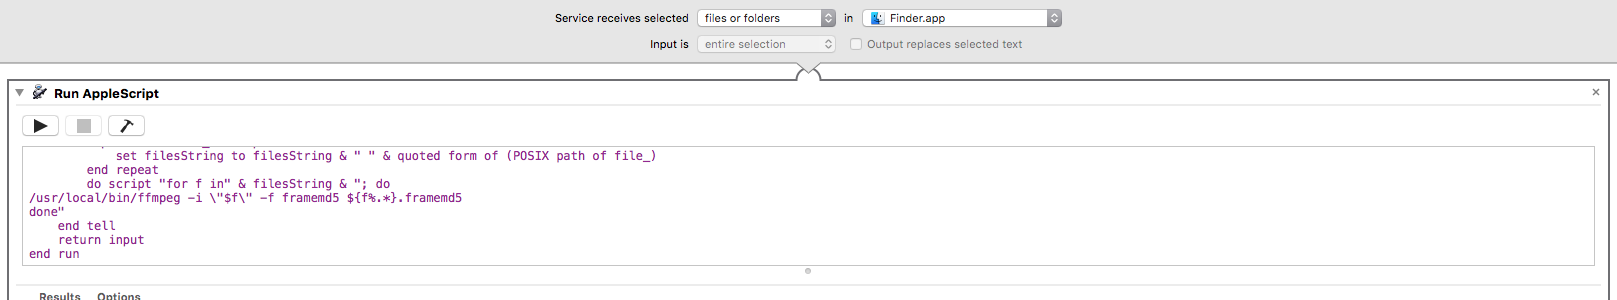 Service receives selected files or folders in Finder.app
Input is entire selection Output replaces selected text
Run AppleScript
set filesString to filesString & " " & quoted form of (POSIX path of file_)
end repeat
do script "for f in" & filesString & "; do
/usr/local/bin/ffmpeg -i \"$f\" -f framemd5 ${f%.*}.framemd5
done"
end tell
return input
end run
Results Options